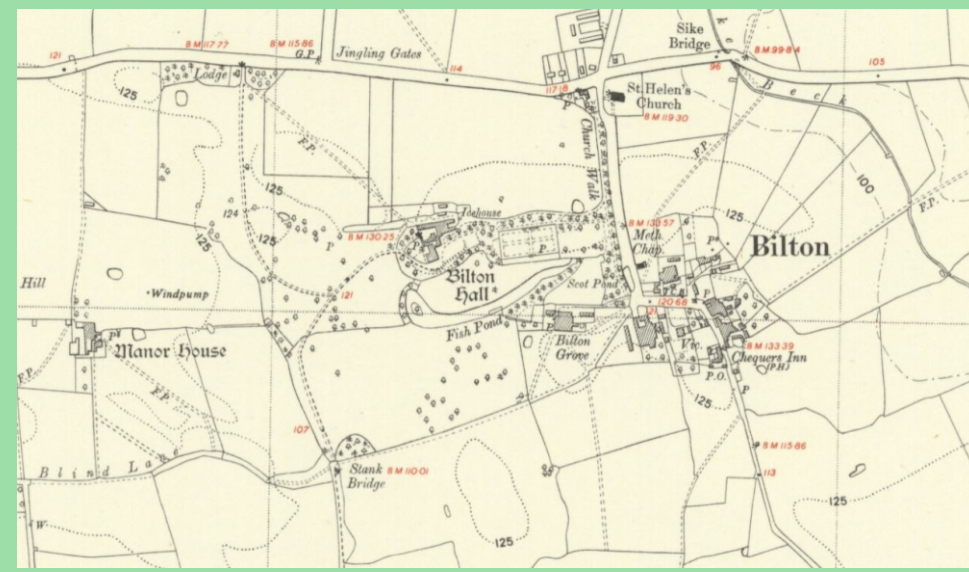 Sike
Bridge
B M 99·84
B M 117·77
B M 115·86
G.P.
Jingling Gates
121
114
96
105
Lodge
125
117·18
P
St. Helen's
Church
B M 119·30
Beck
Church Walk
F.P.
F.P.
125
100
F.P.
124
125
Icehouse
P
B M 130·25
P
B M 133·57
Meth.
Chap.
125
P
P
Bilton
Hill
Windpump
121
Bilton
Hall
Scot Pond
120·68
121
P
Fish Pond
P
Manor House
P
Bilton
Grove
Vic.
B M 133·39
Chequers Inn
(P.H.)
P.O.
P
F.P.
F.P.
125
107
Blind Lane
Stank
Bridge
B M 110·01
B M 115·86
113
W
125
125